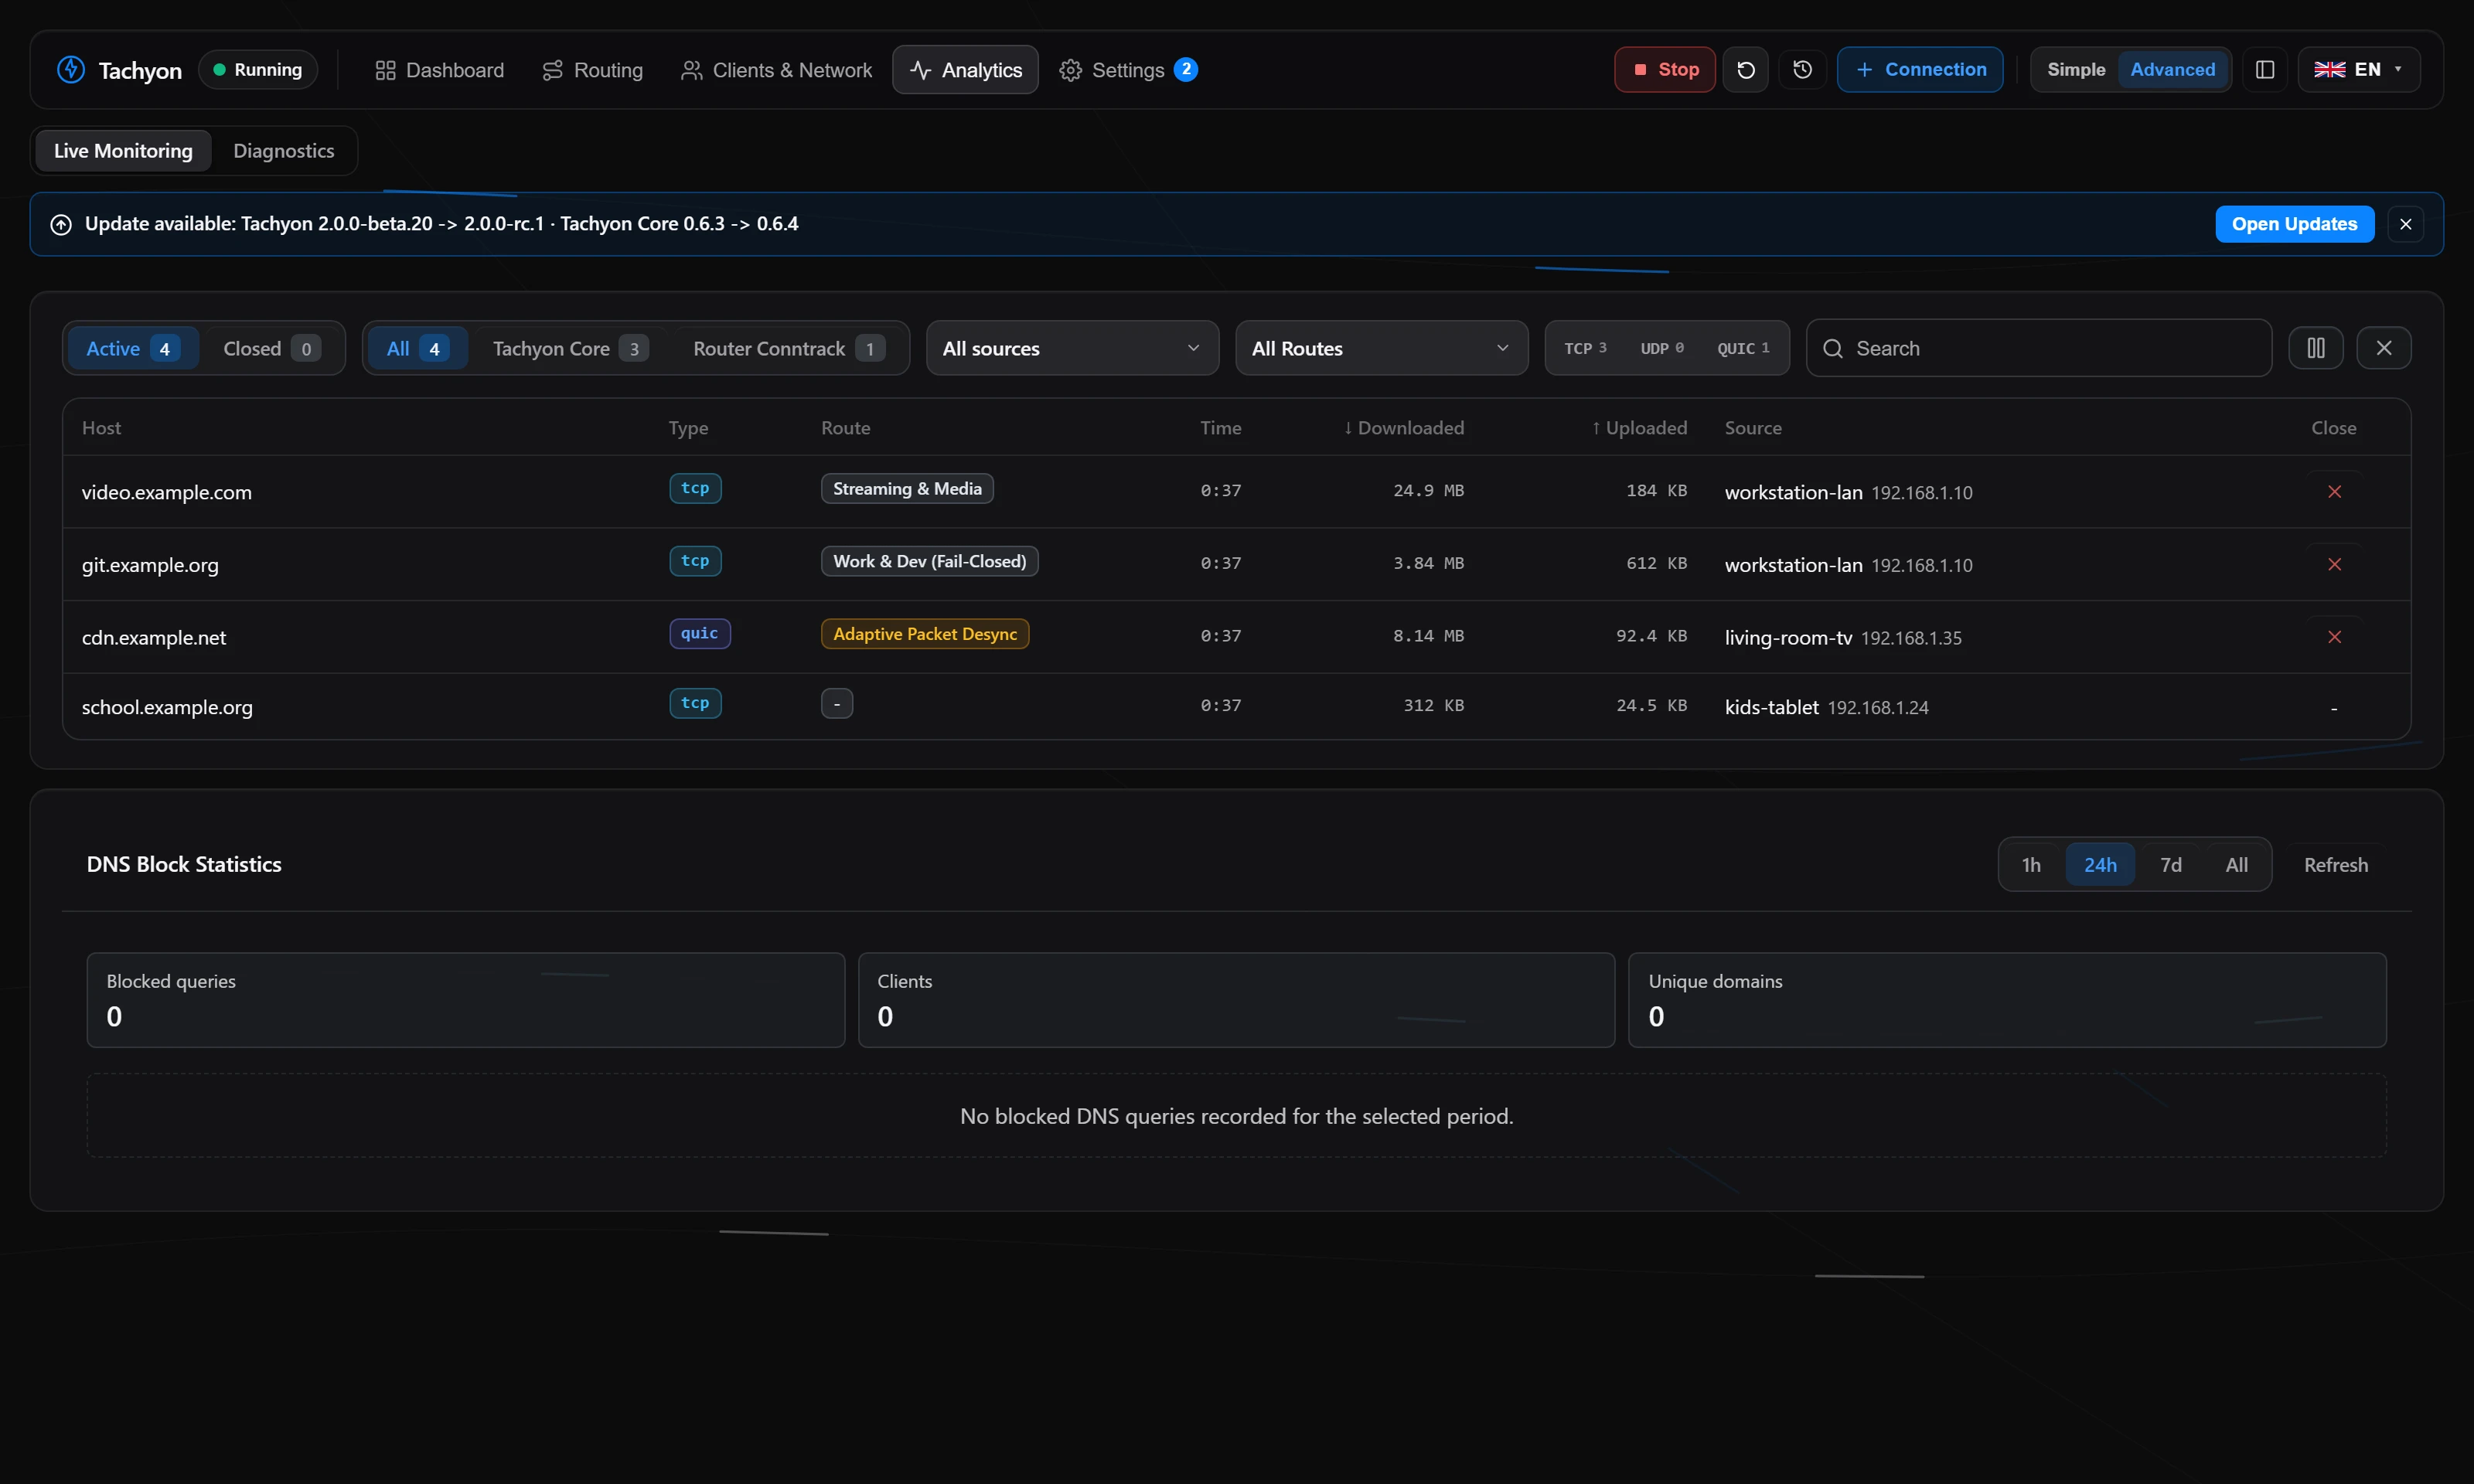 Tachyon Running Dashboard Routing Clients & Network Analytics Settings 2 Stop + Connection Simple Advanced EN
Live Monitoring Diagnostics
Update available: Tachyon 2.0.0-beta.20 -> 2.0.0-rc.1 · Tachyon Core 0.6.3 -> 0.6.4 Open Updates
Active 4 Closed 0 All 4 Tachyon Core 3 Router Conntrack 1 All sources All Routes TCP 3 UDP 0 QUIC 1 Search
Host Type Route Time ↓ Downloaded ↑ Uploaded Source Close
video.example.com tcp Streaming & Media 0:37 24.9 MB 184 KB workstation-lan 192.168.1.10
git.example.org tcp Work & Dev (Fail-Closed) 0:37 3.84 MB 612 KB workstation-lan 192.168.1.10
cdn.example.net quic Adaptive Packet Desync 0:37 8.14 MB 92.4 KB living-room-tv 192.168.1.35
school.example.org tcp - 0:37 312 KB 24.5 KB kids-tablet 192.168.1.24 -
DNS Block Statistics 1h 24h 7d All Refresh
Blocked queries Clients Unique domains
0 0 0
No blocked DNS queries recorded for the selected period.